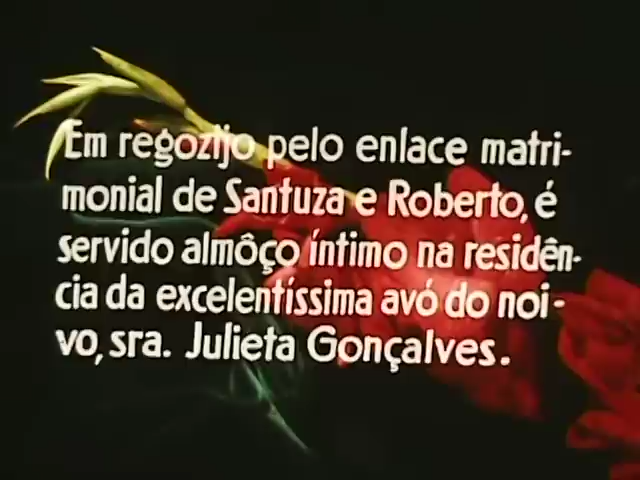 Em regozijo pelo enlace matri-
monial de Santuza e Roberto, é
servido almôço íntimo na residên-
cia da excelentíssima avó do noi-
vo, sra. Julieta Gonçalves.